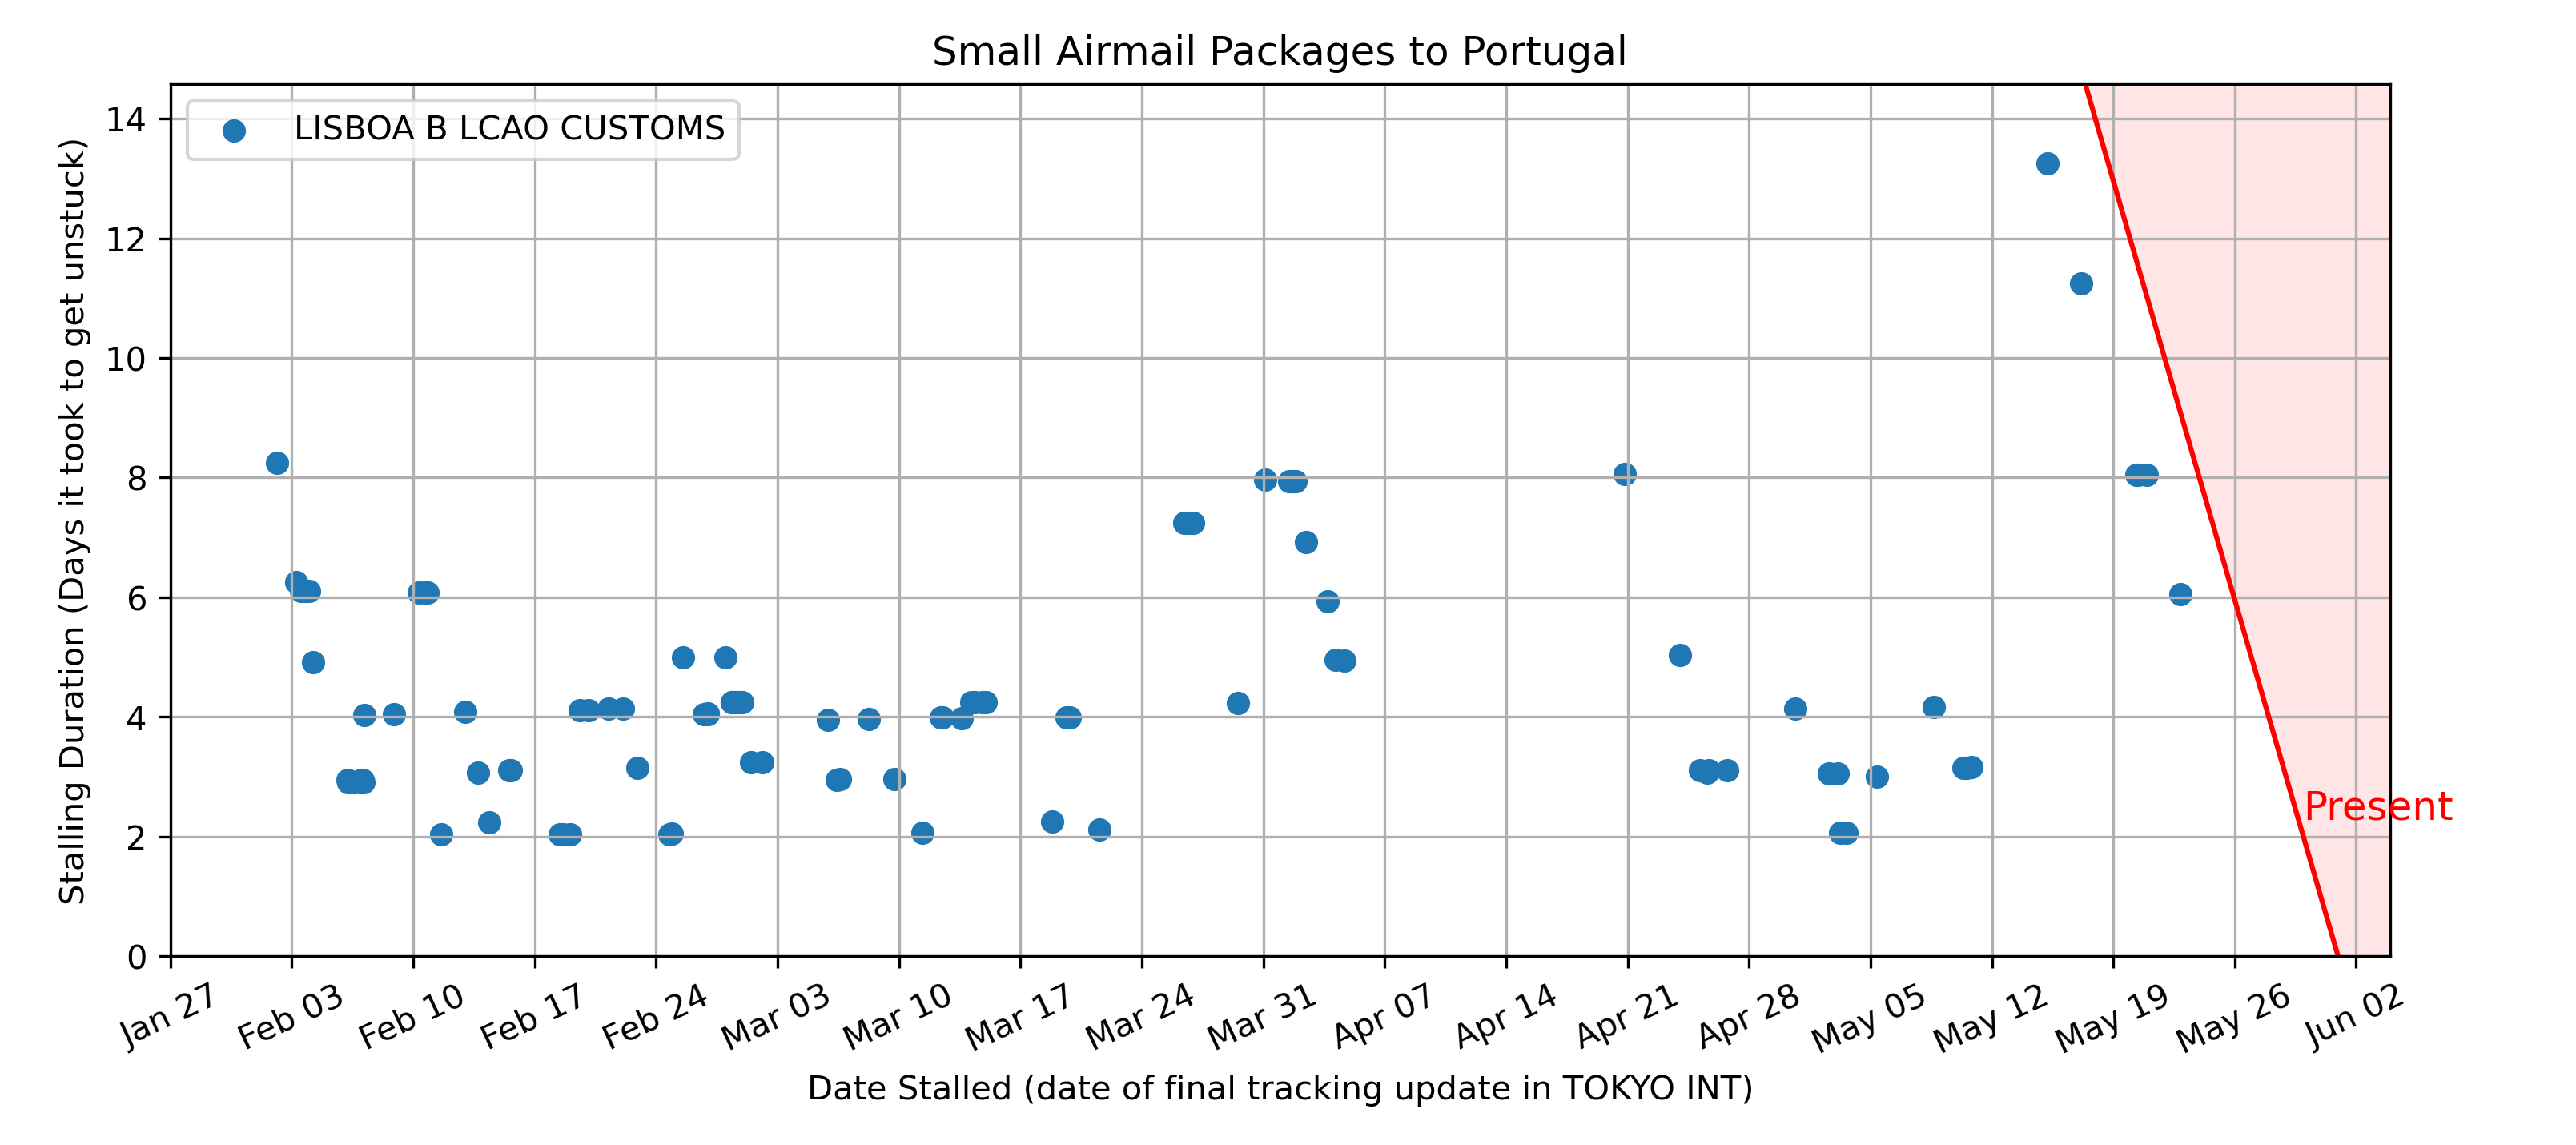 Small Airmail Packages to Portugal
LISBOA B LCAO CUSTOMS
Stalling Duration (Days it took to get unstuck)
14
12
10
8
6
4
2
0
Present
Jan 27
Feb 03
Feb 10
Feb 17
Feb 24
Mar 03
Mar 10
Mar 17
Mar 24
Mar 31
Apr 07
Apr 14
Apr 21
Apr 28
May 05
May 12
May 19
May 26
Jun 02
Date Stalled (date of final tracking update in TOKYO INT)